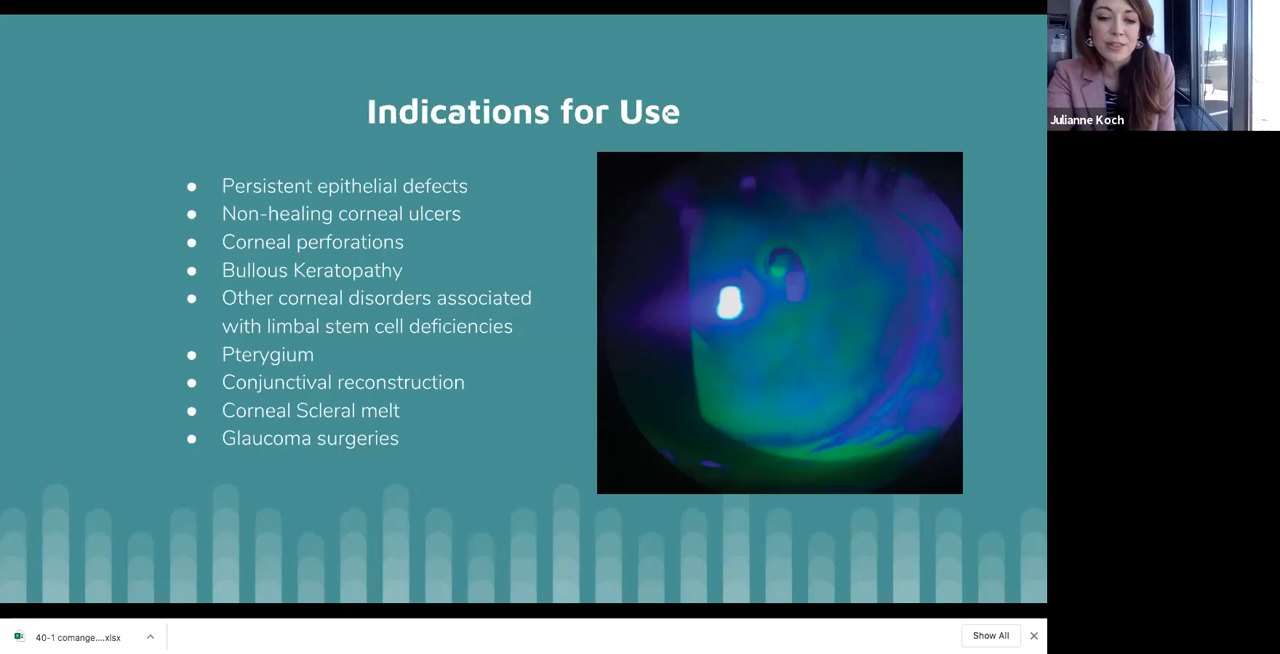 Indications for Use
● Persistent epithelial defects
● Non-healing corneal ulcers
● Corneal perforations
● Bullous Keratopathy
● Other corneal disorders associated
with limbal stem cell deficiencies
● Pterygium
● Conjunctival reconstruction
● Corneal Scleral melt
● Glaucoma surgeries
Julianne Koch
40-1 comange....xlsx
Show All